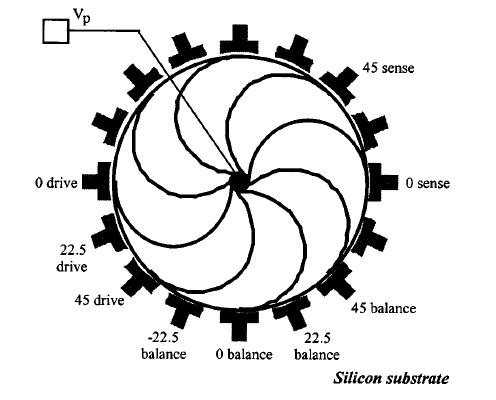 Vp
45 sense
0 drive
0 sense
22.5
drive
45 drive
45 balance
-22.5
balance
0 balance
22.5
balance
Silicon substrate